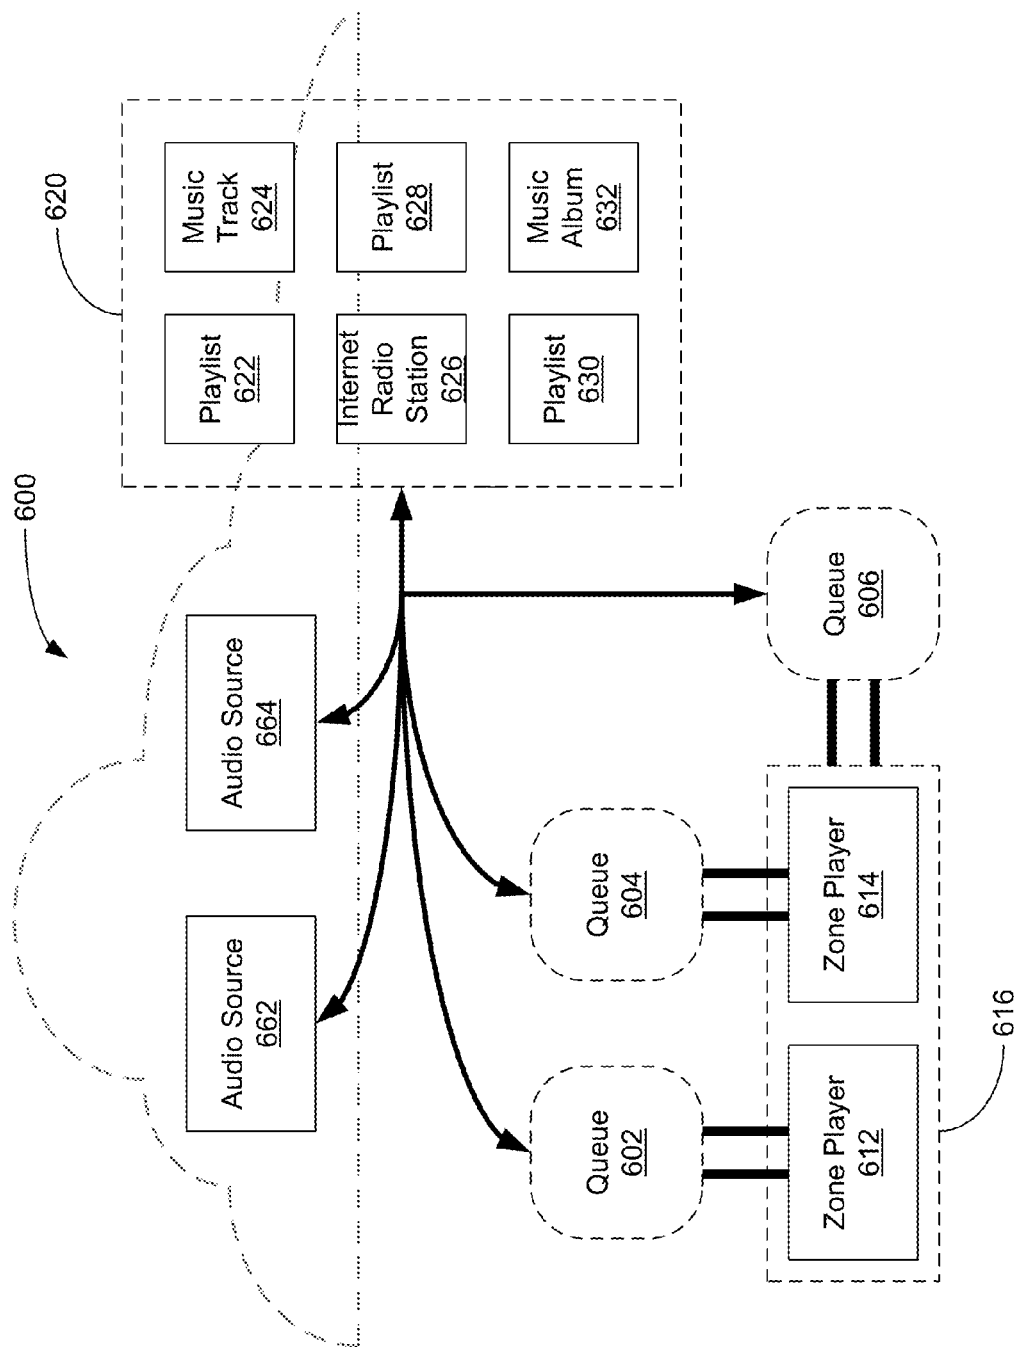 600
620
Audio Source
662
Audio Source
664
Playlist
622
Music
Track
624
Internet
Radio
Station
626
Playlist
628
Playlist
630
Music
Album
632
Queue
602
Queue
604
Queue
606
Zone Player
612
Zone Player
614
616